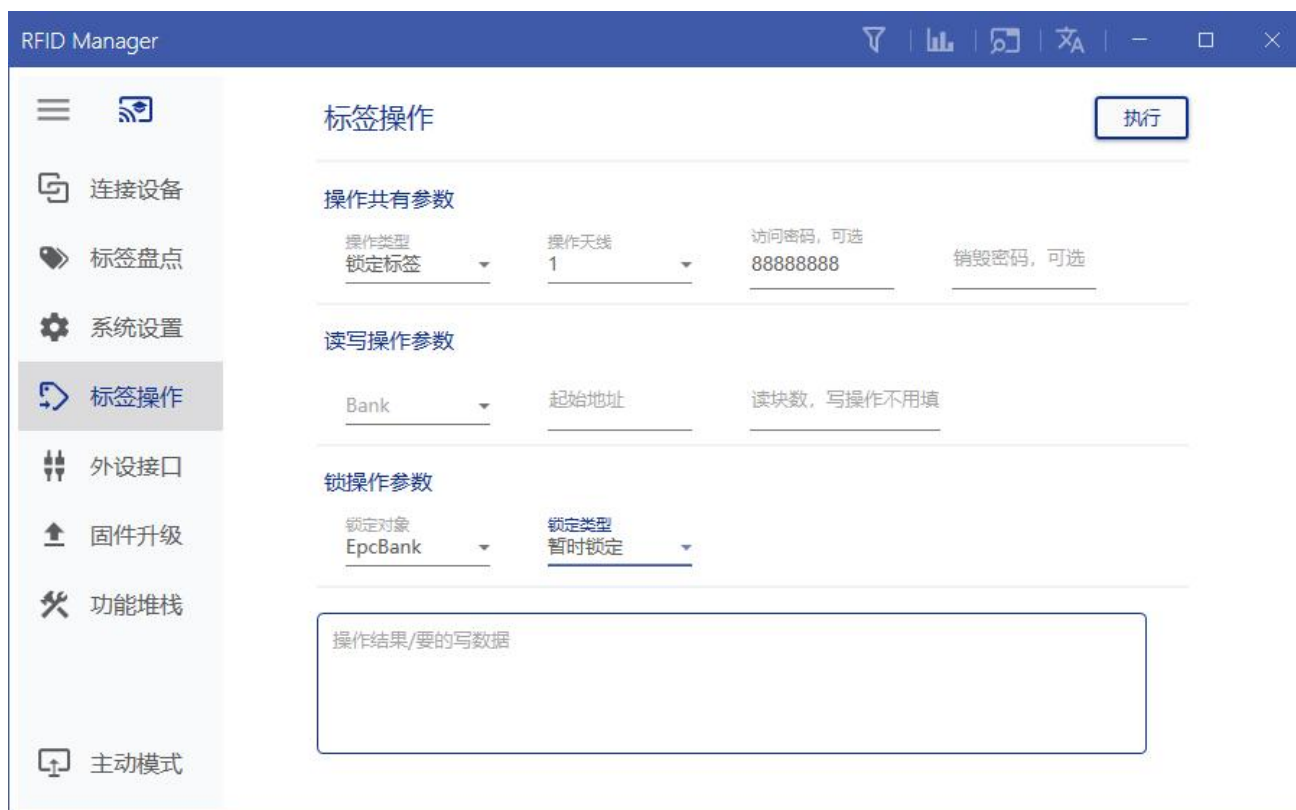 RFID Manager
标签操作
执行
连接设备
标签盘点
系统设置
标签操作
外设接口
固件升级
功能堆栈
主动模式
操作共有参数
操作类型
锁定标签
操作天线
1
访问密码，可选
88888888
销毁密码，可选
读写操作参数
Bank
起始地址
读块数，写操作不用填
锁操作参数
锁定对象
EpcBank
锁定类型
暂时锁定
操作结果/要的写数据